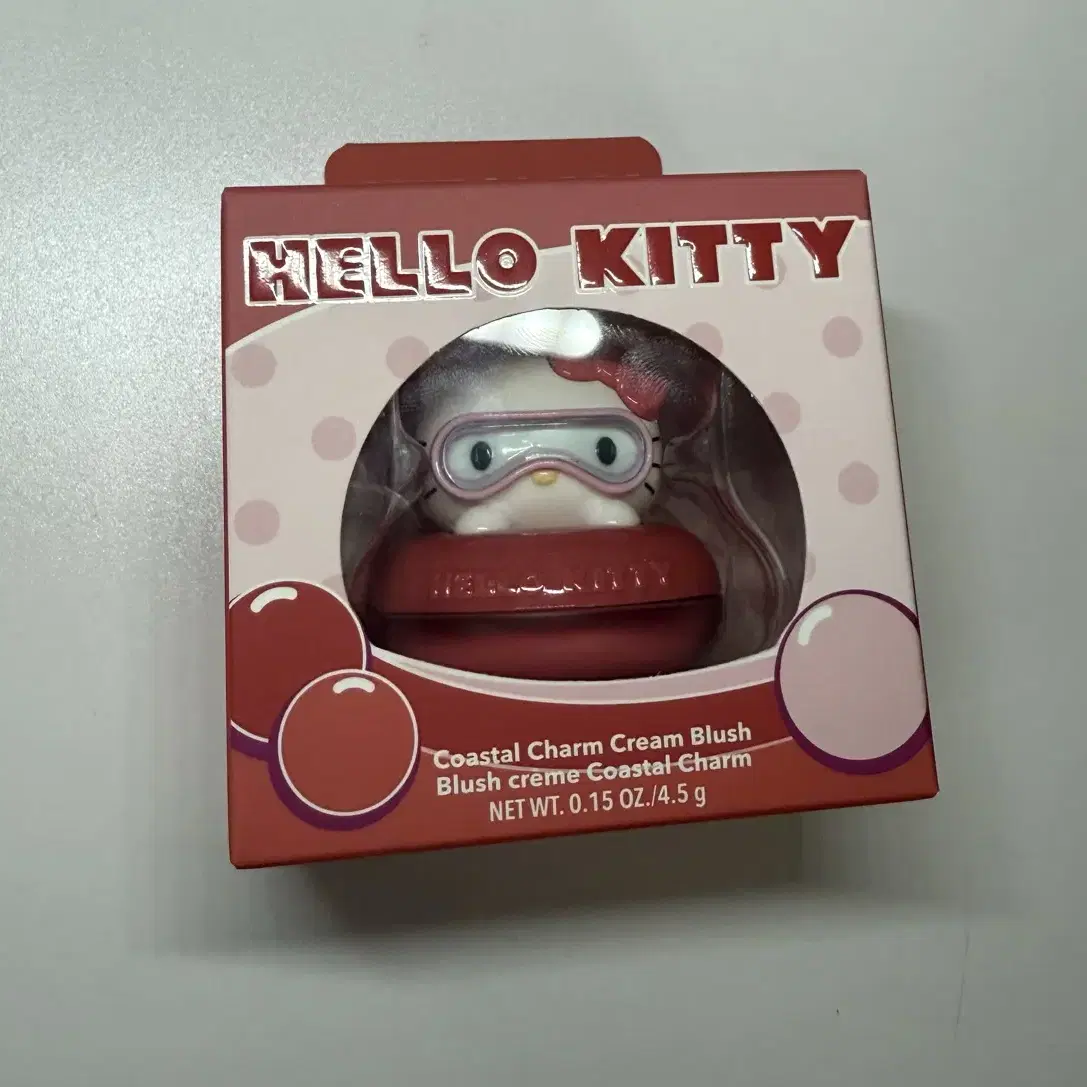 HELLO KITTY
HELLO KITTY
Coastal Charm Cream Blush
Blush creme Coastal Charm
NET WT. 0.15 OZ./4.5 g